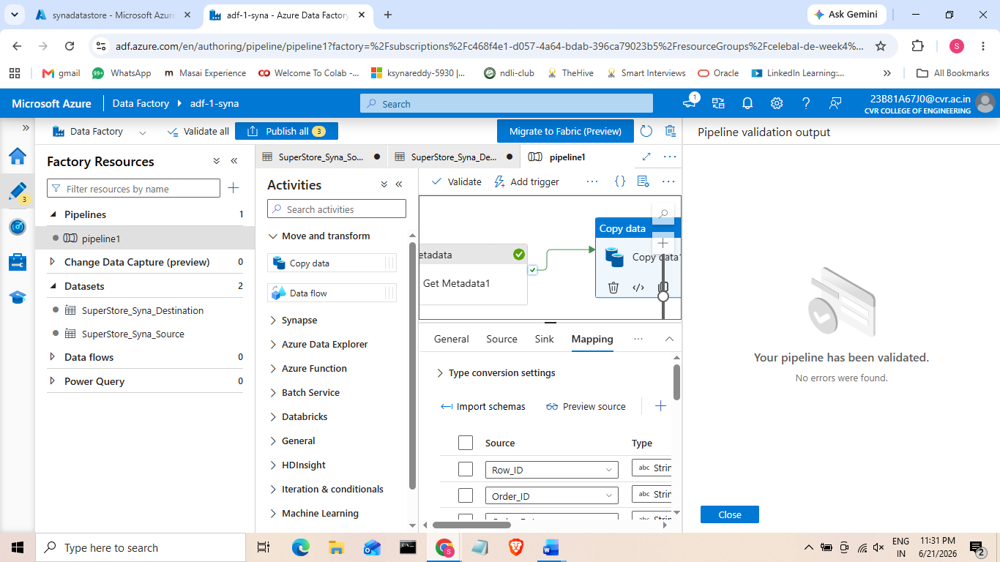 synadatastore - Microsoft Azure
adf-1-syna - Azure Data Factory
Ask Gemini
adf.azure.com/en/authoring/pipeline/pipeline1?factory=%2Fsubscriptions%2Fc468f4e1-d057-4a64-bdab-396ca79023b5%2FresourceGroups%2Fcelebal-de-week4%...
S
gmail
99+
WhatsApp
m
Masai Experience
Welcome To Colab -...
ksynareddy-5930 |...
ndli-club
TheHive
Smart Interviews
Oracle
LinkedIn Learning:...
All Bookmarks
Microsoft Azure
Data Factory
adf-1-syna
Search
1
23B81A67J0@cvr.ac.in
CVR COLLEGE OF ENGINEERING
3
Data Factory
Validate all
Publish all 3
Migrate to Fabric (Preview)
Pipeline validation output
Factory Resources
Filter resources by name
Pipelines 1
pipeline1
Change Data Capture (preview) 0
Datasets 2
SuperStore_Syna_Destination
SuperStore_Syna_Source
Data flows 0
Power Query 0
SuperStore_Syna_So...
SuperStore_Syna_De...
pipeline1
Activities
Search activities
Move and transform
Copy data
Data flow
Synapse
Azure Data Explorer
Azure Function
Batch Service
Databricks
General
HDInsight
Iteration & conditionals
Machine Learning
Validate
Add trigger
{}
etadata
Get Metadata1
Copy data
Copy data1
</>
General
Source
Sink
Mapping
Type conversion settings
Import schemas
Preview source
Source
Type
Row_ID
abc Strin
Order_ID
abc Strin
Your pipeline has been validated.
No errors were found.
Close
Type here to search
S
W
ENG
IN
11:31 PM
6/21/2026
2